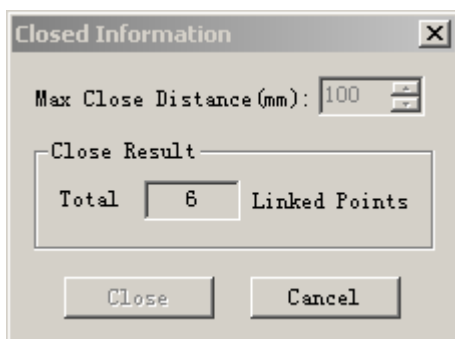 Closed Information
Max Close Distance(mm): 100
Close Result
Total 6 Linked Points
Close Cancel